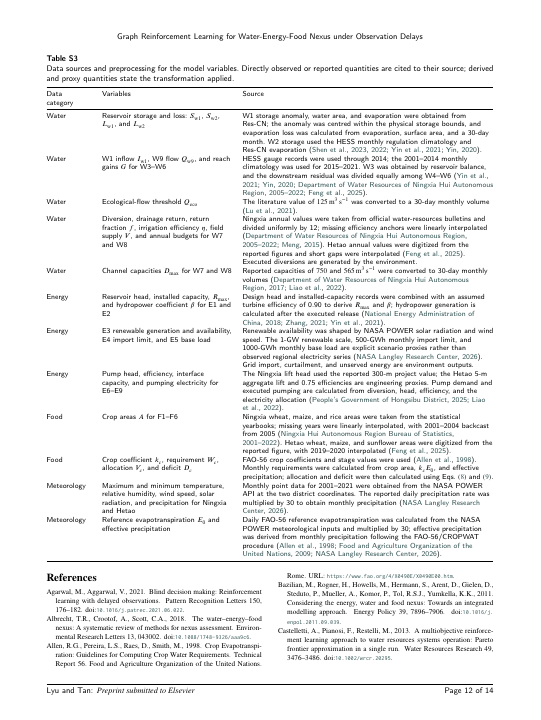 Graph Reinforcement Learning for Water-Energy-Food Nexus under Observation Delays
Table S3
Data sources and preprocessing for the model variables. Directly observed or reported quantities are cited to their source; derived
and proxy quantities state the transformation applied.
Data
category
Variables
Source
Water
Reservoir storage and loss: S_w1, S_w2,
L_w1, and L_w2
W1 storage anomaly, water area, and evaporation were obtained from
Res-CN; the anomaly was centred within the physical storage bounds, and
evaporation loss was calculated from evaporation, surface area, and a 30-day
month. W2 storage used the HESS monthly regulation climatology and
Res-CN evaporation (Shen et al., 2023, 2022; Yin et al., 2021; Yin, 2020).
Water
W1 inflow I_w1, W9 flow Q_w9, and reach
gains G for W3–W6
HESS gauge records were used through 2014; the 2001–2014 monthly
climatology was used for 2015–2021. W3 was obtained by reservoir balance,
and the downstream residual was divided equally among W4–W6 (Yin et al.,
2021; Yin, 2020; Department of Water Resources of Ningxia Hui Autonomous
Region, 2005–2022; Feng et al., 2025).
Water
Ecological-flow threshold Q_eco
The literature value of 125 m³ s⁻¹ was converted to a 30-day monthly volume
(Lu et al., 2021).
Water
Diversion, drainage return, return
fraction f, irrigation efficiency η, field
supply V, and annual budgets for W7
and W8
Ningxia annual values were taken from official water-resources bulletins and
divided uniformly by 12; missing efficiency anchors were linearly interpolated
(Department of Water Resources of Ningxia Hui Autonomous Region,
2005–2022; Meng, 2015). Hetao annual values were digitized from the
reported figures and short gaps were interpolated (Feng et al., 2025).
Executed diversions are generated by the environment.
Water
Channel capacities D_max for W7 and W8
Reported capacities of 750 and 565 m³ s⁻¹ were converted to 30-day monthly
volumes (Department of Water Resources of Ningxia Hui Autonomous
Region, 2017; Liao et al., 2022).
Energy
Reservoir head, installed capacity, R_max,
and hydropower coefficient β for E1 and
E2
Design head and installed-capacity records were combined with an assumed
turbine efficiency of 0.90 to derive R_max and β; hydropower generation is
calculated after the executed release (National Energy Administration of
China, 2018; Zhang, 2021; Yin et al., 2021).
Energy
E3 renewable generation and availability,
E4 import limit, and E5 base load
Renewable availability was shaped by NASA POWER solar radiation and wind
speed. The 1-GW renewable scale, 500-GWh monthly import limit, and
1000-GWh monthly base load are explicit scenario proxies rather than
observed regional electricity series (NASA Langley Research Center, 2026).
Grid import, curtailment, and unserved energy are environment outputs.
Energy
Pump head, efficiency, interface
capacity, and pumping electricity for
E6–E9
The Ningxia lift head used the reported 300-m project value; the Hetao 5-m
aggregate lift and 0.75 efficiencies are engineering proxies. Pump demand and
executed pumping are calculated from diversion, head, efficiency, and the
electricity allocation (People's Government of Hongsibu District, 2025; Liao
et al., 2022).
Food
Crop areas A for F1–F6
Ningxia wheat, maize, and rice areas were taken from the statistical
yearbooks; missing years were linearly interpolated, with 2001–2004 backcast
from 2005 (Ningxia Hui Autonomous Region Bureau of Statistics,
2001–2022). Hetao wheat, maize, and sunflower areas were digitized from the
reported figure, with 2019–2020 interpolated (Feng et al., 2025).
Food
Crop coefficient k_c, requirement W_c,
allocation V_c, and deficit D_c
FAO-56 crop coefficients and stage values were used (Allen et al., 1998).
Monthly requirements were calculated from crop area, k_c E_0, and effective
precipitation; allocation and deficit were then calculated using Eqs. (8) and (9).
Meteorology
Maximum and minimum temperature,
relative humidity, wind speed, solar
radiation, and precipitation for Ningxia
and Hetao
Monthly point data for 2001–2021 were obtained from the NASA POWER
API at the two district coordinates. The reported daily precipitation rate was
multiplied by 30 to obtain monthly precipitation (NASA Langley Research
Center, 2026).
Meteorology
Reference evapotranspiration E_0 and
effective precipitation
Daily FAO-56 reference evapotranspiration was calculated from the NASA
POWER meteorological inputs and multiplied by 30; effective precipitation
was derived from monthly precipitation following the FAO-56/CROPWAT
procedure (Allen et al., 1998; Food and Agriculture Organization of the
United Nations, 2009; NASA Langley Research Center, 2026).
References
Agarwal, M., Aggarwal, V., 2021. Blind decision making: Reinforcement
learning with delayed observations. Pattern Recognition Letters 150,
176–182. doi:10.1016/j.patrec.2021.06.022.
Albrecht, T.R., Crootof, A., Scott, C.A., 2018. The water–energy–food
nexus: A systematic review of methods for nexus assessment. Environ-
mental Research Letters 13, 043002. doi:10.1088/1748-9326/aaa9c6.
Allen, R.G., Pereira, L.S., Raes, D., Smith, M., 1998. Crop Evapotranspi-
ration: Guidelines for Computing Crop Water Requirements. Technical
Report 56. Food and Agriculture Organization of the United Nations.
Rome. URL: https://www.fao.org/4/X0490E/X0490E00.htm.
Bazilian, M., Rogner, H., Howells, M., Hermann, S., Arent, D., Gielen, D.,
Steduto, P., Mueller, A., Komor, P., Tol, R.S.J., Yumkella, K.K., 2011.
Considering the energy, water and food nexus: Towards an integrated
modelling approach. Energy Policy 39, 7896–7906. doi:10.1016/j.
enpol.2011.09.039.
Castelletti, A., Pianosi, F., Restelli, M., 2013. A multiobjective reinforce-
ment learning approach to water resources systems operation: Pareto
frontier approximation in a single run. Water Resources Research 49,
3476–3486. doi:10.1002/wrcr.20295.
Lyu and Tan: Preprint submitted to Elsevier
Page 12 of 14